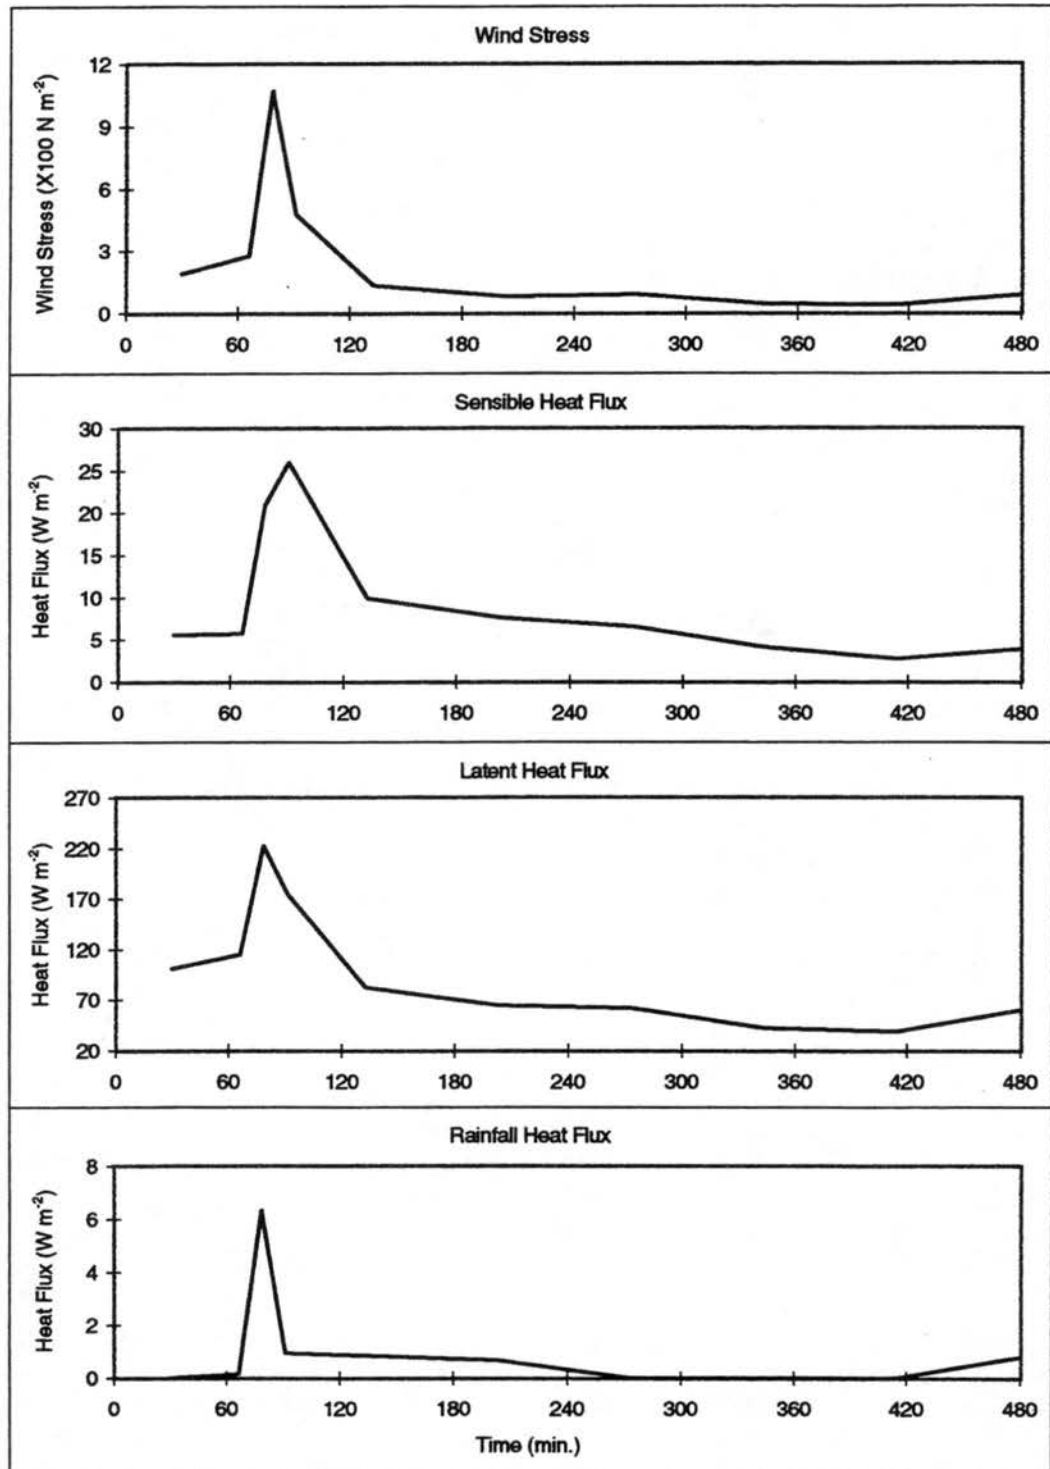 Wind Stress
Wind Stress (X100 N m⁻²)
12
9
6
3
0
0 60 120 180 240 300 360 420 480
Sensible Heat Flux
Heat Flux (W m⁻²)
30
25
20
15
10
5
0
0 60 120 180 240 300 360 420 480
Latent Heat Flux
Heat Flux (W m⁻²)
270
220
170
120
70
20
0 60 120 180 240 300 360 420 480
Rainfall Heat Flux
Heat Flux (W m⁻²)
8
6
4
2
0
0 60 120 180 240 300 360 420 480
Time (min.)